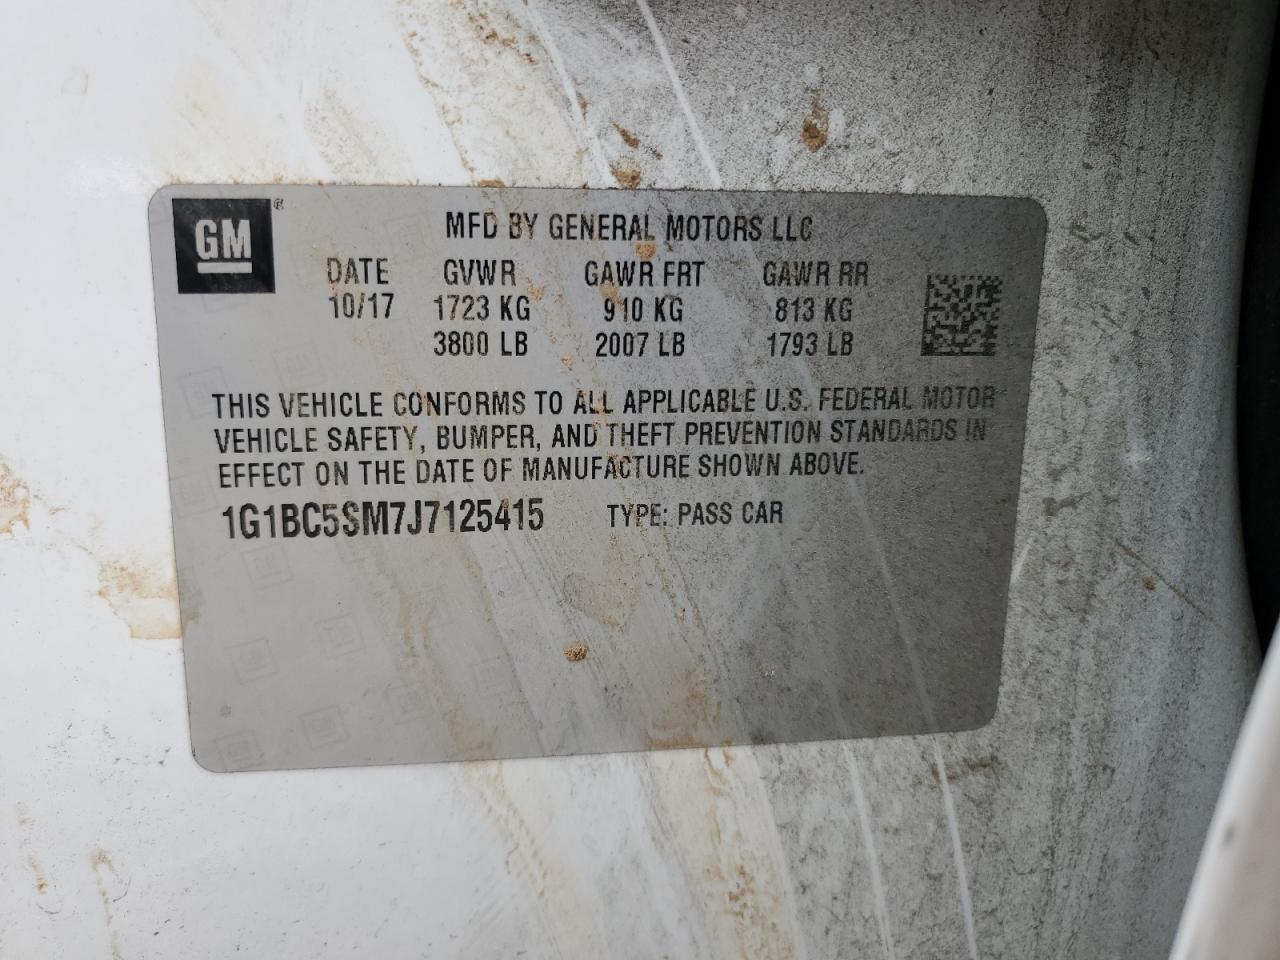 GM ®
MFD BY GENERAL MOTORS LLC
DATE GVWR GAWR FRT GAWR RR
10/17 1723 KG 910 KG 813 KG
3800 LB 2007 LB 1793 LB
THIS VEHICLE CONFORMS TO ALL APPLICABLE U.S. FEDERAL MOTOR
VEHICLE SAFETY, BUMPER, AND THEFT PREVENTION STANDARDS IN
EFFECT ON THE DATE OF MANUFACTURE SHOWN ABOVE.
1G1BC5SM7J7125415 TYPE: PASS CAR